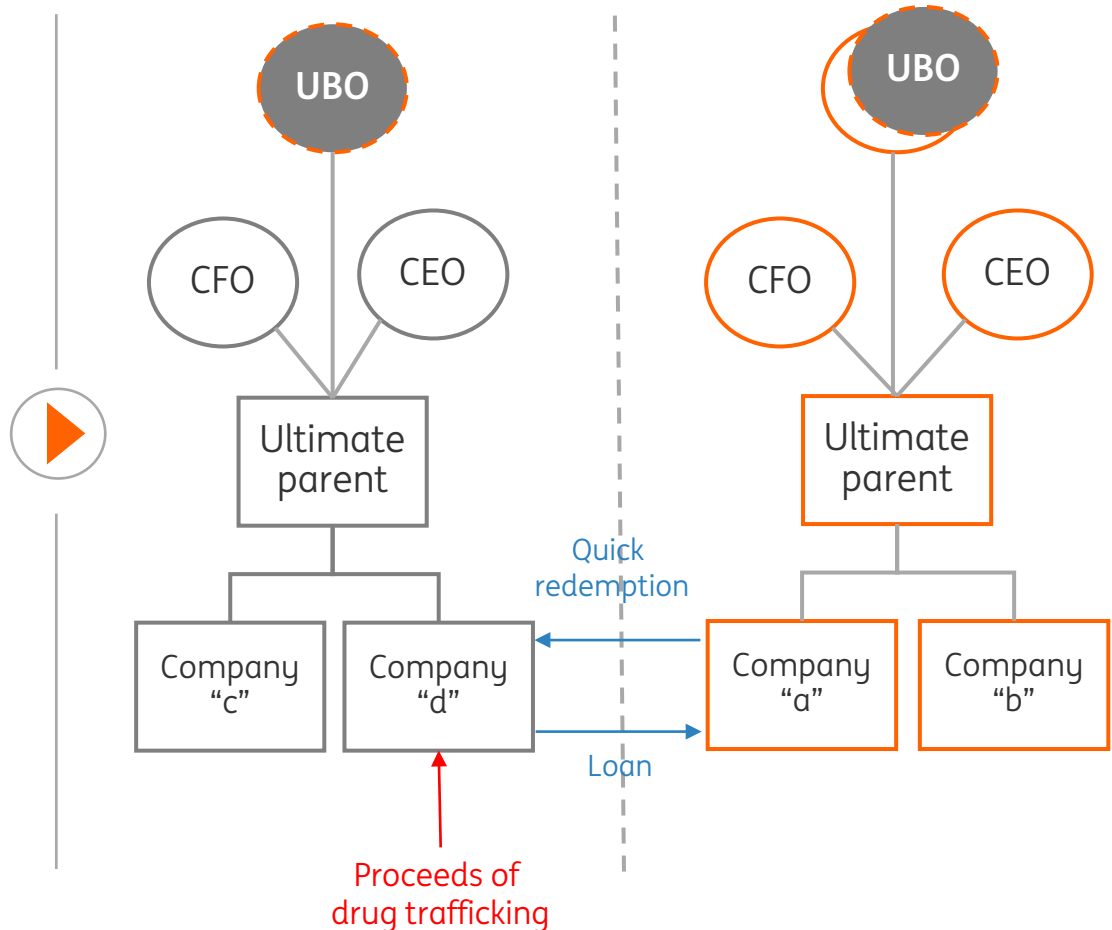 UBO
UBO
CFO
CEO
CFO
CEO
Ultimate
parent
Ultimate
parent
Quick
redemption
Company
“c”
Company
“d”
Company
“a”
Company
“b”
Loan
Proceeds of
drug trafficking